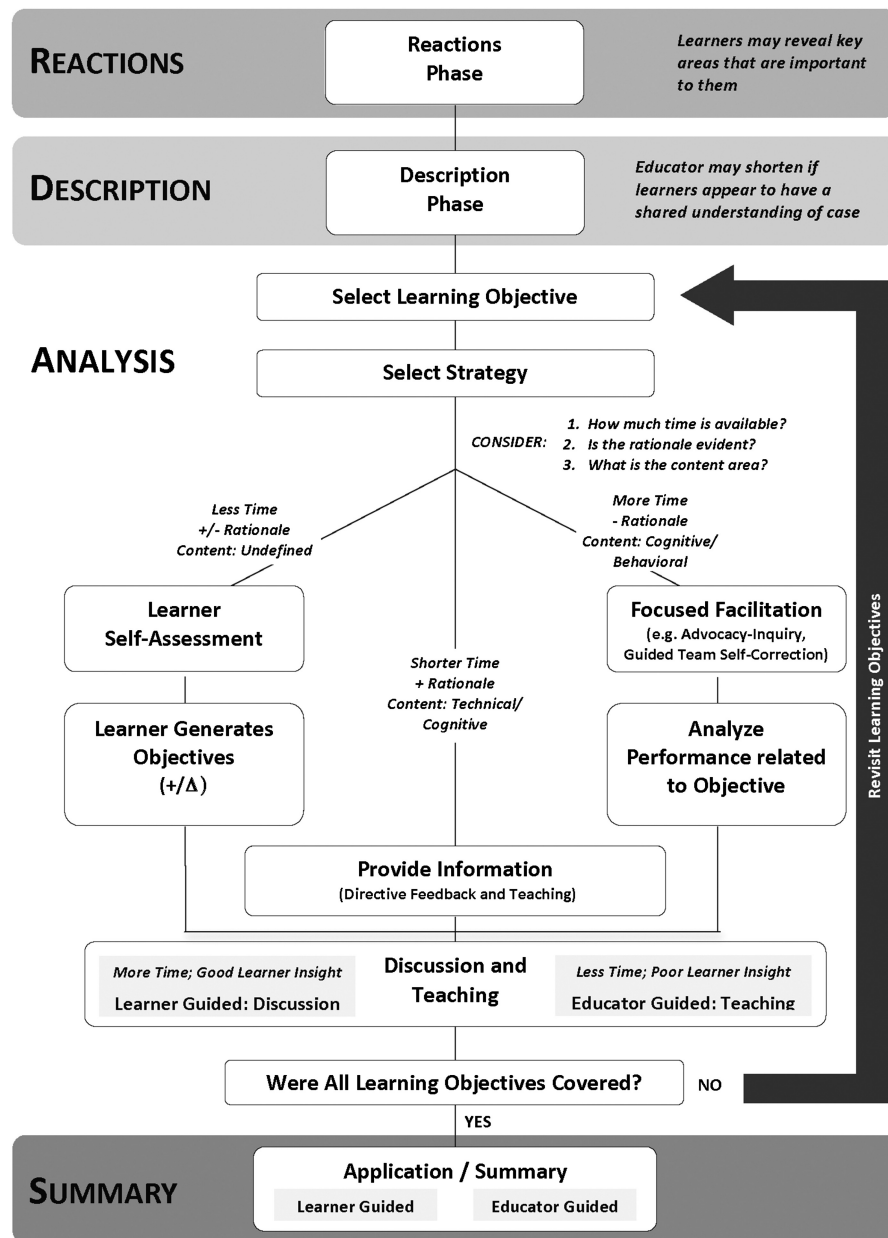 REACTIONS
Reactions
Phase
Learners may reveal key
areas that are important
to them
DESCRIPTION
Description
Phase
Educator may shorten if
learners appear to have a
shared understanding of case
Select Learning Objective
ANALYSIS
Select Strategy
CONSIDER:
1. How much time is available?
2. Is the rationale evident?
3. What is the content area?
Less Time
+/- Rationale
Content: Undefined
More Time
- Rationale
Content: Cognitive/
Behavioral
Learner
Self-Assessment
Shorter Time
+ Rationale
Content: Technical/
Cognitive
Focused Facilitation
(e.g. Advocacy-Inquiry,
Guided Team Self-Correction)
Learner Generates
Objectives
(+/Δ)
Analyze
Performance related
to Objective
Revisit Learning Objectives
Provide Information
(Directive Feedback and Teaching)
More Time; Good Learner Insight
Learner Guided: Discussion
Discussion and
Teaching
Less Time; Poor Learner Insight
Educator Guided: Teaching
Were All Learning Objectives Covered?
NO
YES
SUMMARY
Application / Summary
Learner Guided
Educator Guided